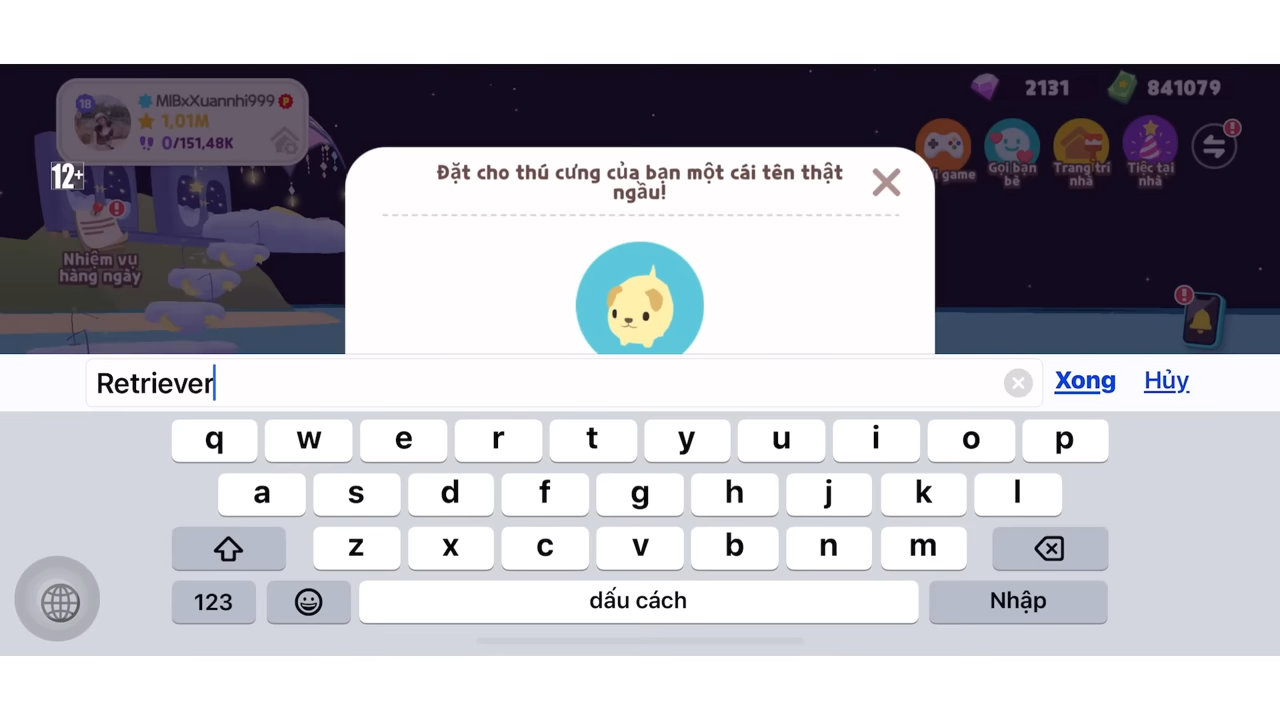 18
MlBxXuannhi999
P
1,01M
0/151,48K
2131
841079
12+
Đặt cho thú cưng của bạn một cái tên thật
ngầu!
i game
Gọi bạn
bè
Trang trí
nhà
Tiệc tại
nhà
Nhiệm vụ
hàng ngày
Retriever
Xong
Hủy
q w e r t y u i o p
a s d f g h j k l
z x c v b n m
123
dấu cách
Nhập